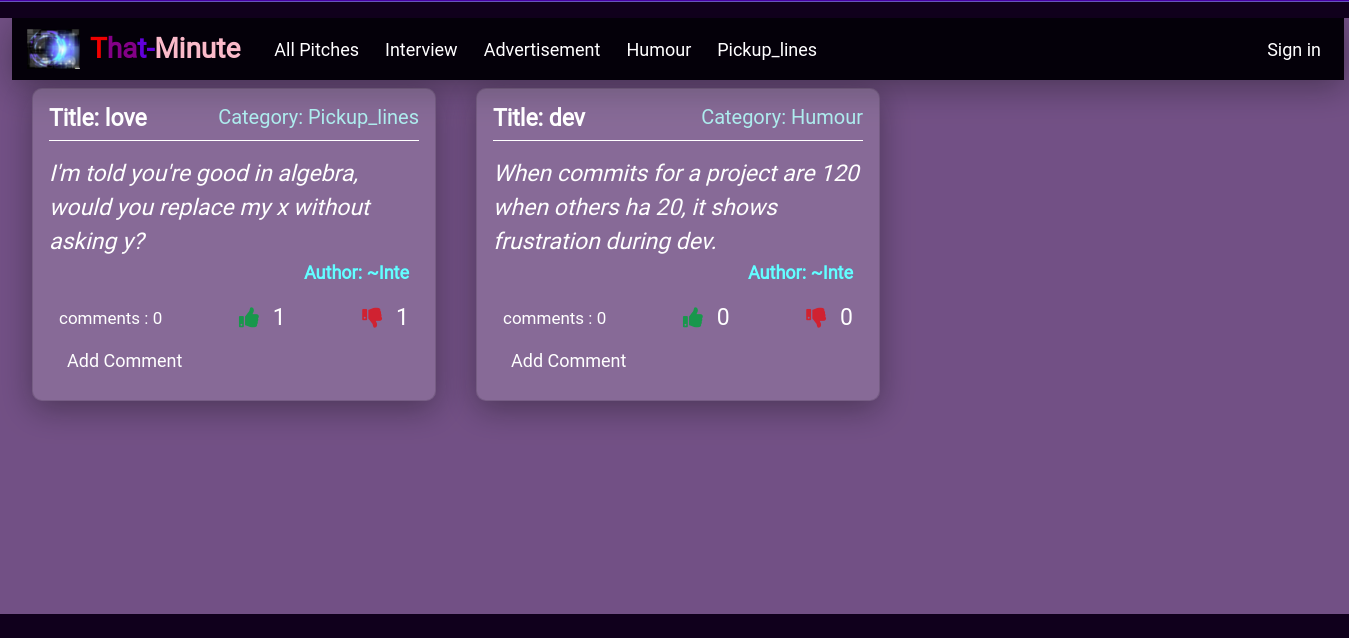 That-Minute All Pitches Interview Advertisement Humour Pickup_lines Sign in
Title: love Category: Pickup_lines
I'm told you're good in algebra,
would you replace my x without
asking y?
Author: ~Inte
comments : 0 1 1
Add Comment
Title: dev Category: Humour
When commits for a project are 120
when others ha 20, it shows
frustration during dev.
Author: ~Inte
comments : 0 0 0
Add Comment